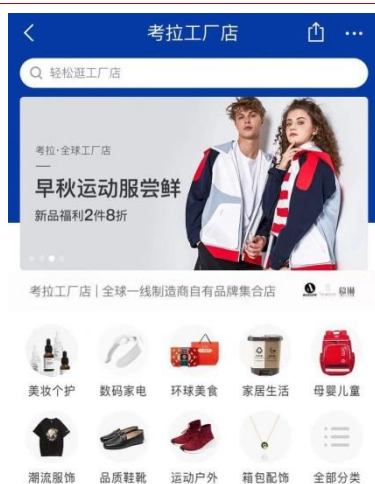 考拉工厂店
轻松逛工厂店
考拉·全球工厂店
早秋运动服尝鲜
新品福利2件8折
考拉工厂店 | 全球一线制造商自有品牌集合店
美妆个护 数码家电 环球美食 家居生活 母婴儿童
潮流服饰 品质鞋靴 运动户外 箱包配饰 全部分类